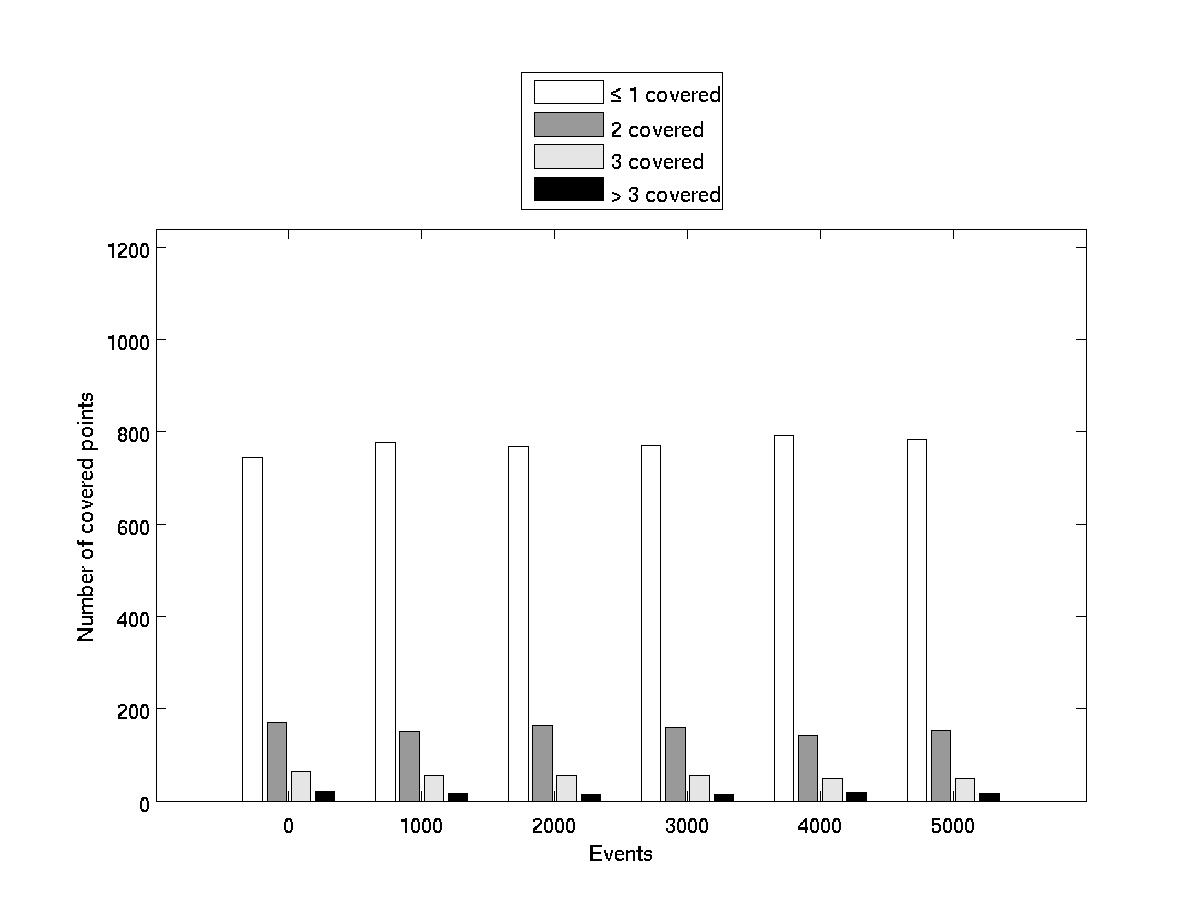 ≤ 1 covered
2 covered
3 covered
> 3 covered
1200
1000
800
600
400
200
0
Number of covered points
0 1000 2000 3000 4000 5000
Events